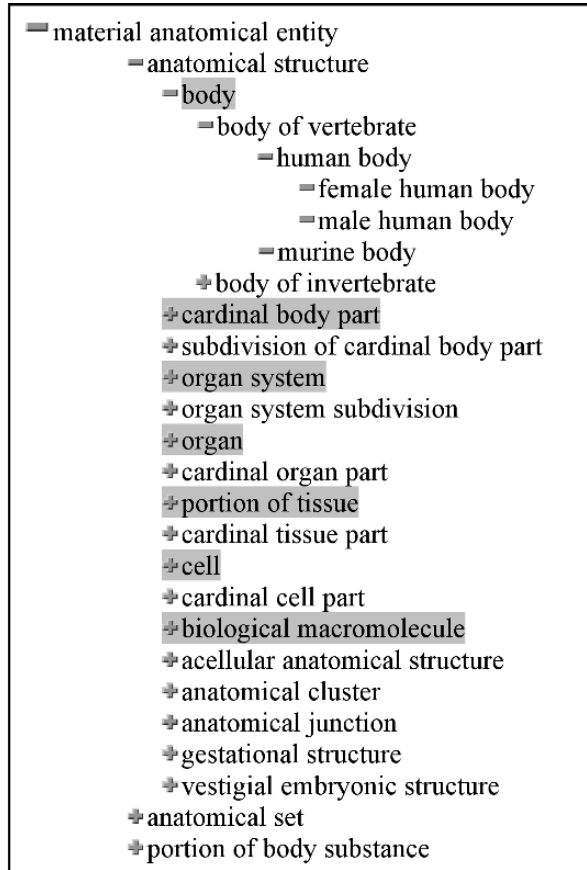 material anatomical entity
anatomical structure
body
body of vertebrate
human body
female human body
male human body
murine body
body of invertebrate
cardinal body part
subdivision of cardinal body part
organ system
organ system subdivision
organ
cardinal organ part
portion of tissue
cardinal tissue part
cell
cardinal cell part
biological macromolecule
acellular anatomical structure
anatomical cluster
anatomical junction
gestational structure
vestigial embryonic structure
anatomical set
portion of body substance